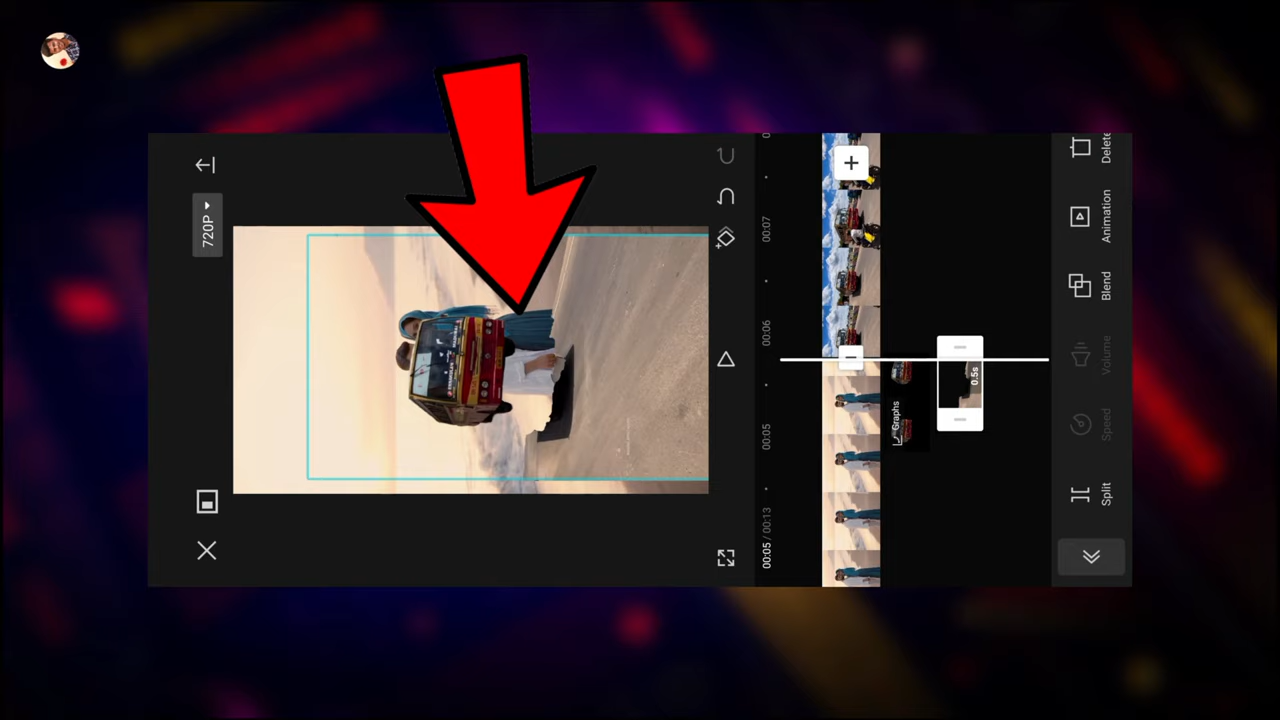 720P
00:05 / 00:13
00:05
00:06
00:07
Graphs
0.5s
Split
Speed
Volume
Blend
Animation
Delete